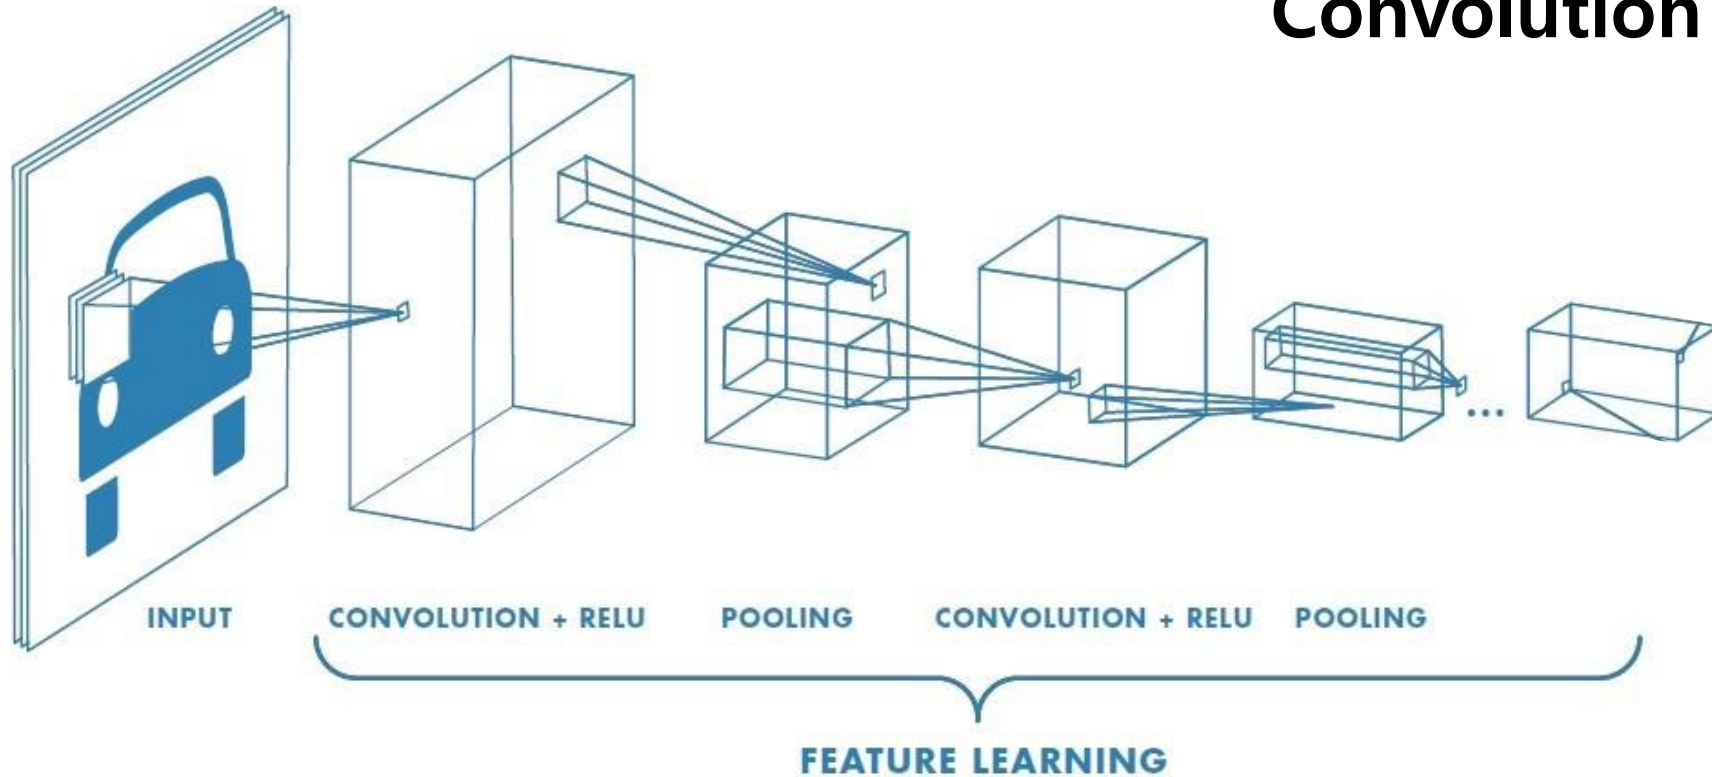 Convolution
INPUT
CONVOLUTION + RELU
POOLING
CONVOLUTION + RELU
POOLING
...
FEATURE LEARNING